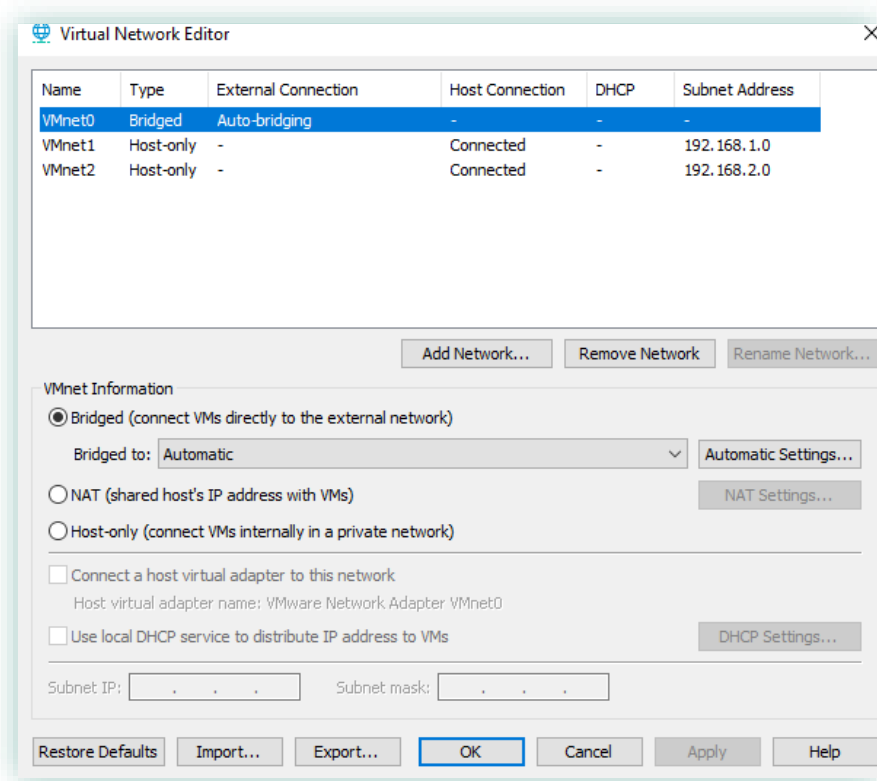 Virtual Network Editor
Name Type External Connection Host Connection DHCP Subnet Address
VMnet0 Bridged Auto-bridging - - -
VMnet1 Host-only - Connected - 192.168.1.0
VMnet2 Host-only - Connected - 192.168.2.0
Add Network... Remove Network Rename Network...
VMnet Information
Bridged (connect VMs directly to the external network)
Bridged to: Automatic Automatic Settings...
NAT (shared host's IP address with VMs) NAT Settings...
Host-only (connect VMs internally in a private network)
Connect a host virtual adapter to this network
Host virtual adapter name: VMware Network Adapter VMnet0
Use local DHCP service to distribute IP address to VMs DHCP Settings...
Subnet IP: . . . Subnet mask: . . .
Restore Defaults Import... Export... OK Cancel Apply Help